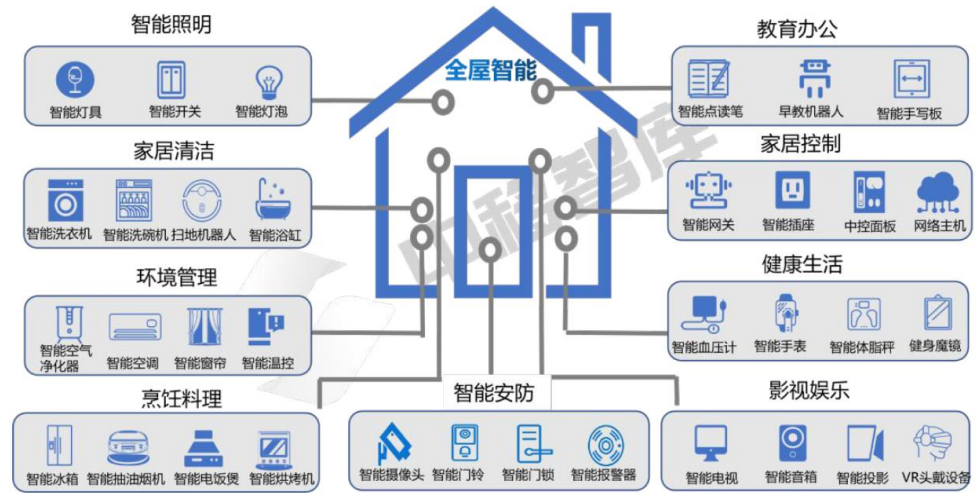 智能照明
智能灯具 智能开关 智能灯泡
家居清洁
智能洗衣机 智能洗碗机 扫地机器人 智能浴缸
环境管理
智能空气
净化器 智能空调 智能窗帘 智能温控
烹饪料理
智能冰箱 智能抽油烟机 智能电饭煲 智能烘烤机
全屋智能
中稳智库
智能安防
智能摄像头 智能门铃 智能门锁 智能报警器
教育办公
智能点读笔 早教机器人 智能手写板
家居控制
智能网关 智能插座 中控面板 网络主机
健康生活
智能血压计 智能手表 智能体脂秤 健身魔镜
影视娱乐
智能电视 智能音箱 智能投影 VR头戴设备